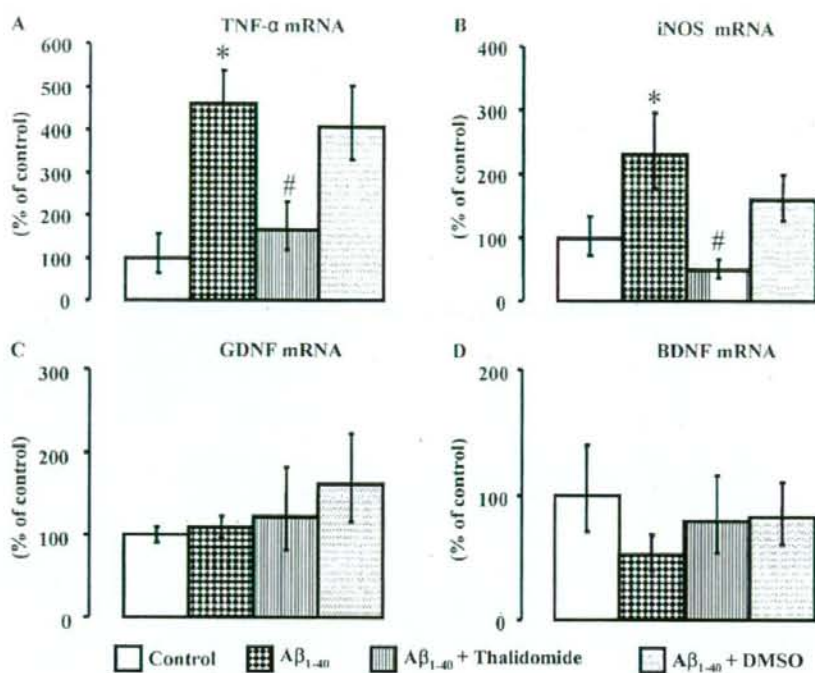 A TNF-α mRNA
(% of control)
600
500
400
300
200
100
0
*
#
B iNOS mRNA
(% of control)
400
300
200
100
0
*
#
C GDNF mRNA
(% of control)
300
200
100
0
D BDNF mRNA
(% of control)
200
100
0
Control Aβ1-40 Aβ1-40 + Thalidomide Aβ1-40 + DMSO